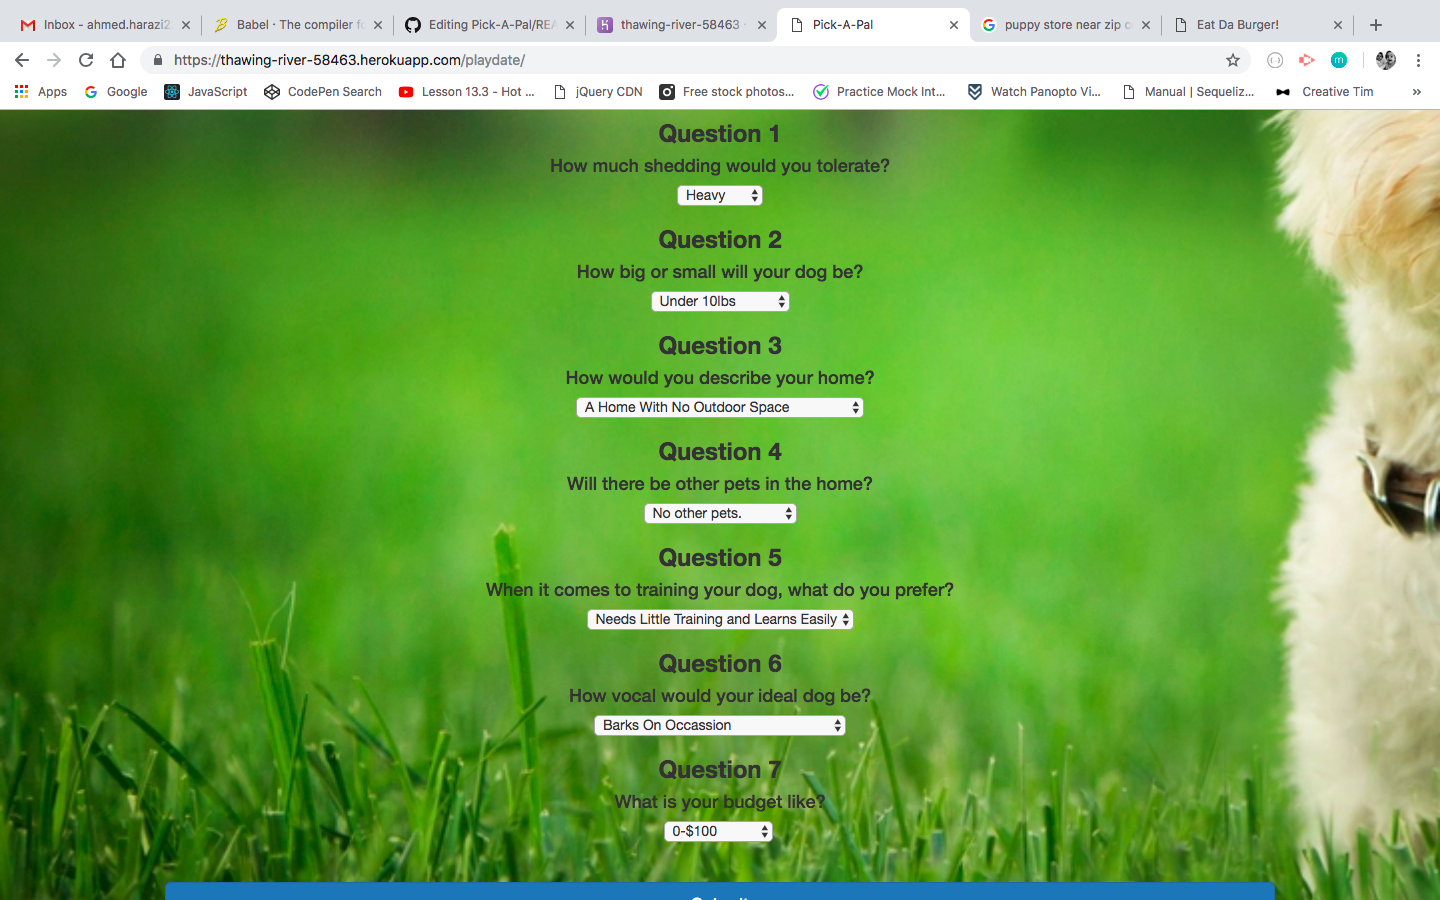 Inbox - ahmed.harazi2
Babel · The compiler fo
Editing Pick-A-Pal/REA
thawing-river-58463 ·
Pick-A-Pal
puppy store near zip c
Eat Da Burger!
https://thawing-river-58463.herokuapp.com/playdate/
Apps
Google
JavaScript
CodePen Search
Lesson 13.3 - Hot ...
jQuery CDN
Free stock photos...
Practice Mock Int...
Watch Panopto Vi...
Manual | Sequeliz...
Creative Tim
»
Question 1
How much shedding would you tolerate?
Heavy
Question 2
How big or small will your dog be?
Under 10lbs
Question 3
How would you describe your home?
A Home With No Outdoor Space
Question 4
Will there be other pets in the home?
No other pets.
Question 5
When it comes to training your dog, what do you prefer?
Needs Little Training and Learns Easily
Question 6
How vocal would your ideal dog be?
Barks On Occassion
Question 7
What is your budget like?
0-$100